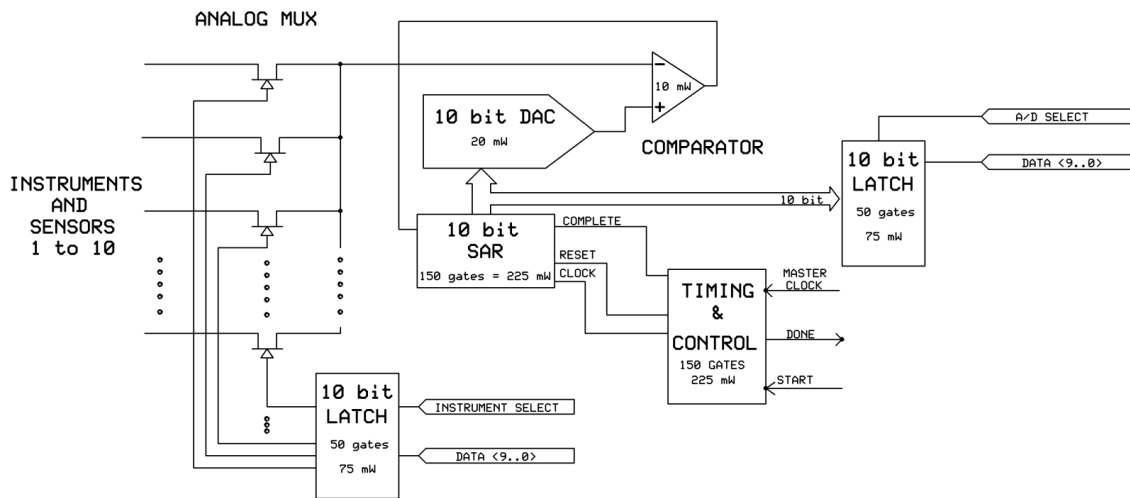 ANALOG MUX
10 mW
10 bit DAC
20 mW
COMPARATOR
A/D SELECT
10 bit
LATCH
DATA <9..0>
50 gates
75 mW
INSTRUMENTS
AND
SENSORS
1 to 10
10 bit
10 bit
SAR
150 gates = 225 mW
COMPLETE
RESET
CLOCK
TIMING
&
CONTROL
150 GATES
225 mW
MASTER
CLOCK
DONE
START
10 bit
LATCH
50 gates
75 mW
INSTRUMENT SELECT
DATA <9..0>